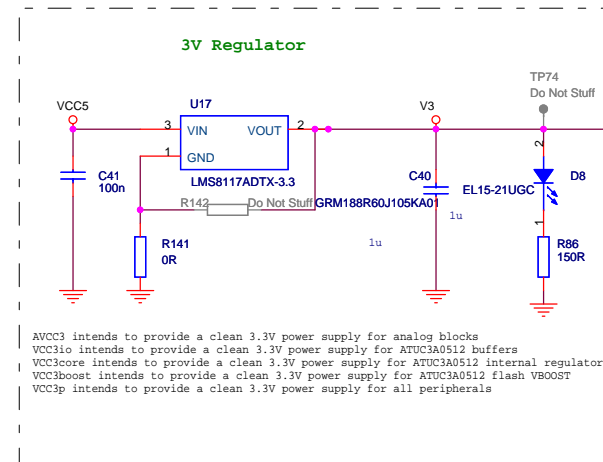 3V Regulator
TP74
Do Not Stuff
VCC5
U17
V3
3
VIN
VOUT
2
1
GND
2
C41
100n
LMS8117ADTX-3.3
C40
EL15-21UGC
D8
R142
Do Not Stuff
GRM188R60J105KA01
1u
1
R141
0R
1u
R86
150R
AVCC3 intends to provide a clean 3.3V power supply for analog blocks
VCC3io intends to provide a clean 3.3V power supply for ATUC3A0512 buffers
VCC3core intends to provide a clean 3.3V power supply for ATUC3A0512 internal regulator
VCC3boost intends to provide a clean 3.3V power supply for ATUC3A0512 flash VBOOST
VCC3p intends to provide a clean 3.3V power supply for all peripherals